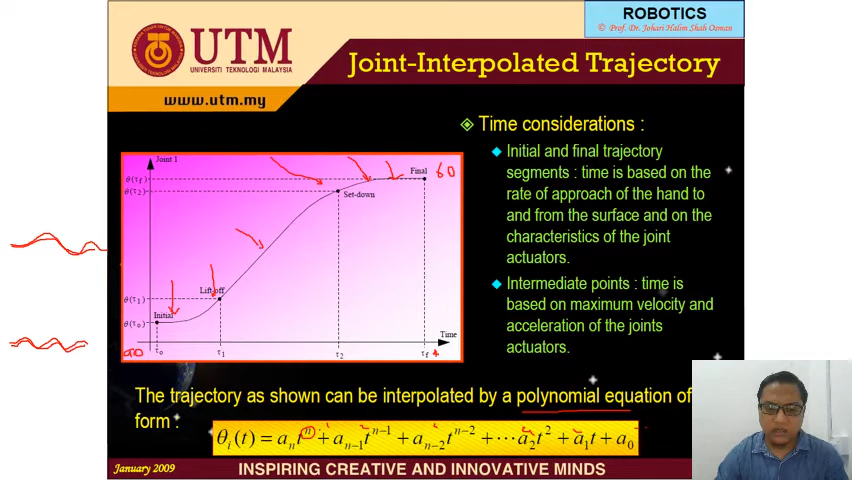 ROBOTICS
© Prof. Dr. Johari Halim Shah Osman
UTM
UNIVERSITI TEKNOLOGI MALAYSIA
Joint-Interpolated Trajectory
www.utm.my
Time considerations :
Initial and final trajectory
segments : time is based on the
rate of approach of the hand to
and from the surface and on the
characteristics of the joint
actuators.
Intermediate points : time is
based on maximum velocity and
acceleration of the joints
actuators.
Joint 1
θ(τf)
θ(τ2)
θ(τ1)
θ(τo)
Final
60
Set-down
Lift-off
Initial
Time
τo
τ1
τ2
τf
The trajectory as shown can be interpolated by a polynomial equation of
form :
θi(t) = aₙtⁿ + aₙ₋₁tⁿ⁻¹ + aₙ₋₂tⁿ⁻² + ⋯ a₂t² + a₁t + a₀
January 2009
INSPIRING CREATIVE AND INNOVATIVE MINDS